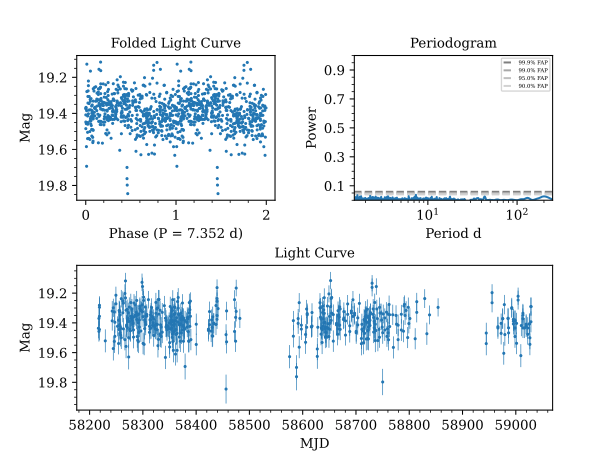 Folded Light Curve
Mag
19.2
19.4
19.6
19.8
0
1
2
Phase (P = 7.352 d)
Periodogram
Power
0.9
0.7
0.5
0.3
0.1
99.9% FAP
99.0% FAP
95.0% FAP
90.0% FAP
10¹
10²
Period d
Light Curve
Mag
19.2
19.4
19.6
19.8
58200
58300
58400
58500
58600
58700
58800
58900
59000
MJD